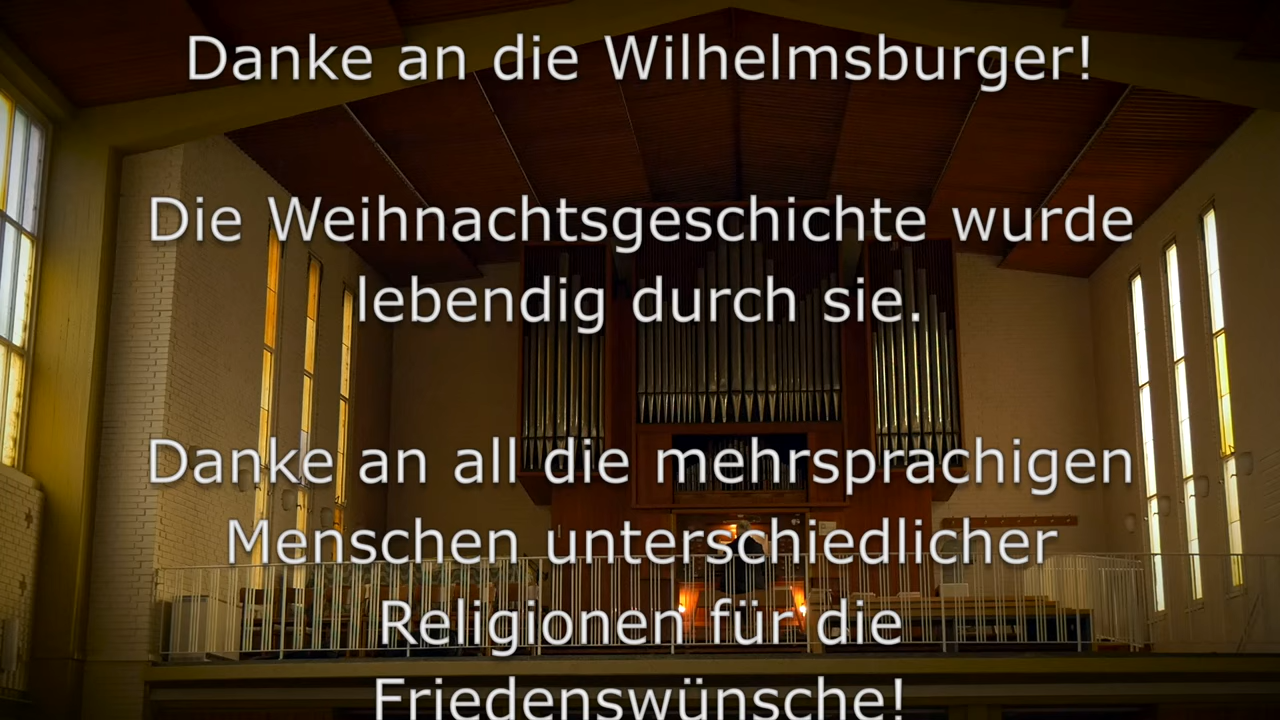 Danke an die Wilhelmsburger!
Die Weihnachtsgeschichte wurde
lebendig durch sie.
Danke an all die mehrsprachigen
Menschen unterschiedlicher
Religionen für die
Friedenswünsche!